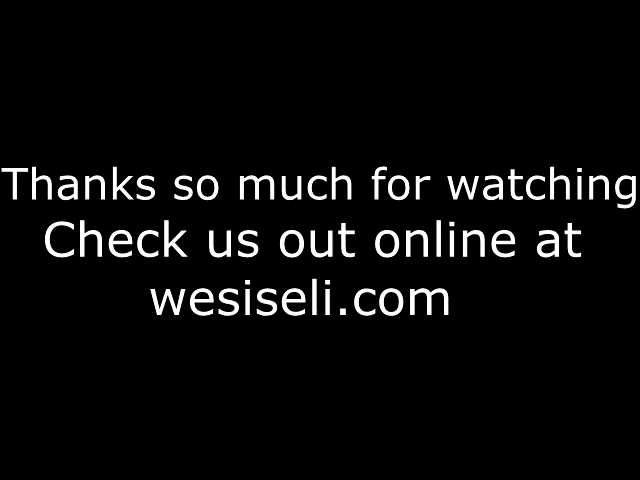 Thanks so much for watching
Check us out online at
wesiseli.com